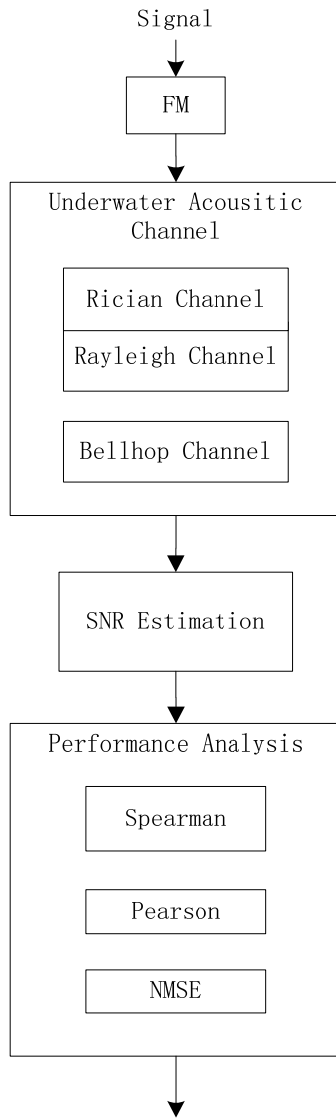 Signal
FM
Underwater Acousitic
Channel
Rician Channel
Rayleigh Channel
Bellhop Channel
SNR Estimation
Performance Analysis
Spearman
Pearson
NMSE